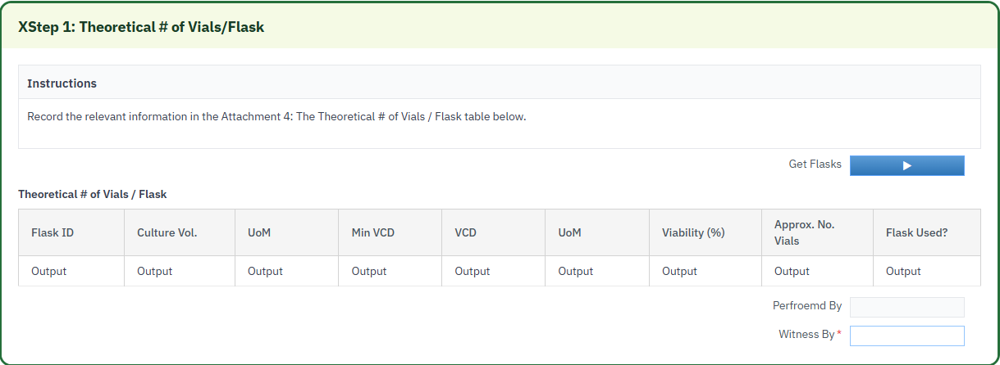 XStep 1: Theoretical # of Vials/Flask
Instructions
Record the relevant information in the Attachment 4: The Theoretical # of Vials / Flask table below.
Get Flasks
Theoretical # of Vials / Flask
Flask ID Culture Vol. UoM Min VCD VCD UoM Viability (%) Approx. No. Vials Flask Used?
Output Output Output Output Output Output Output Output Output
Perfroemd By
Witness By *